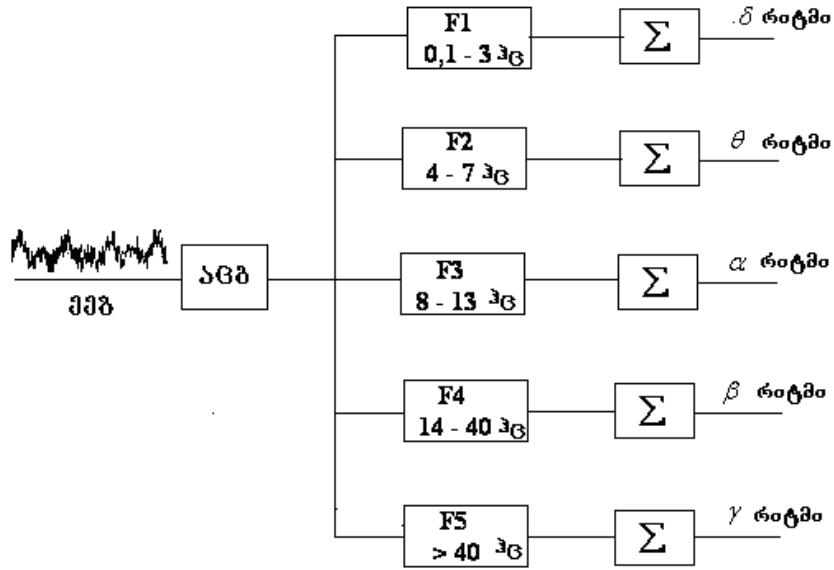 F1
0,1 - 3 ჰც
Σ
δ რიტმი
F2
4 - 7 ჰც
Σ
θ რიტმი
ეეგ
აცგ
F3
8 - 13 ჰც
Σ
α რიტმი
F4
14 - 40 ჰც
Σ
β რიტმი
F5
> 40 ჰც
Σ
γ რიტმი